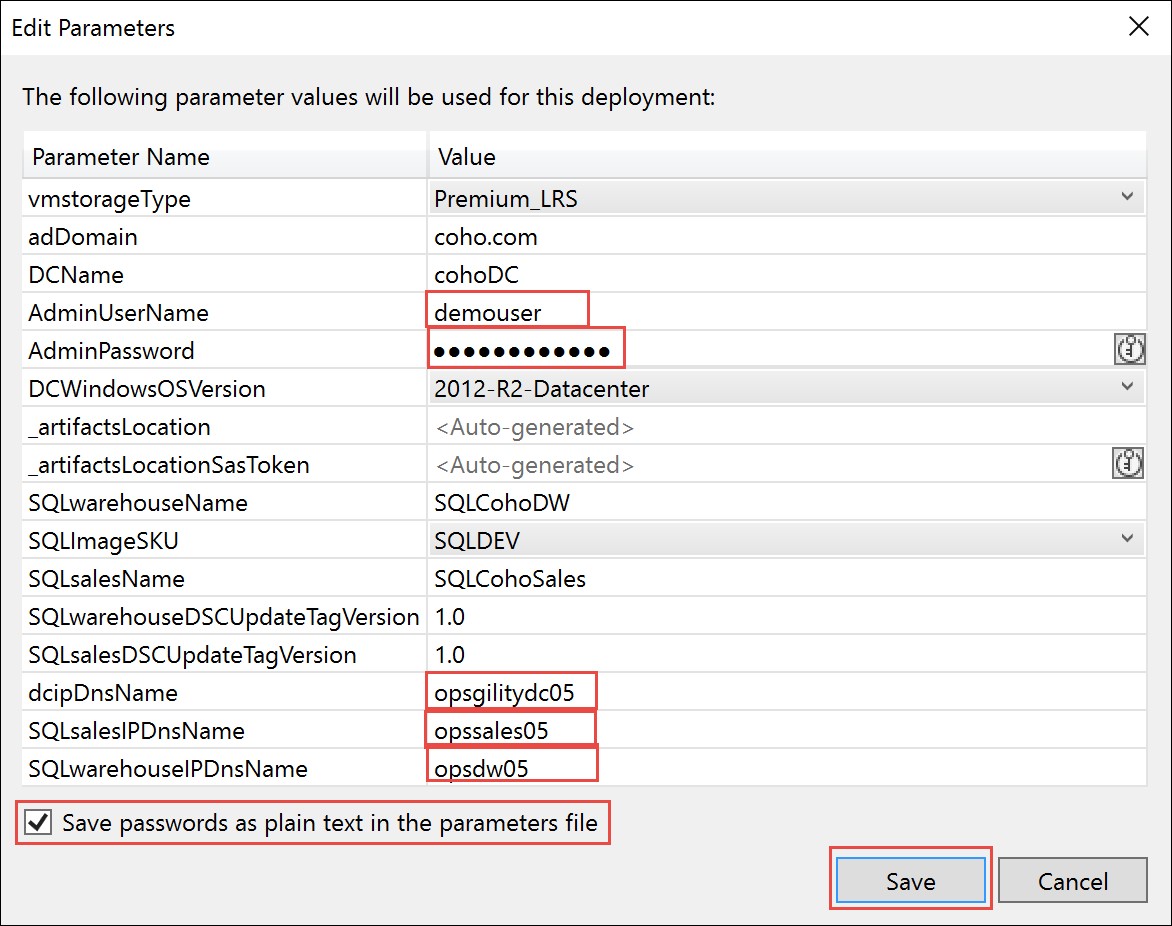 Edit Parameters
The following parameter values will be used for this deployment:
Parameter Name Value
vmstorageType Premium_LRS
adDomain coho.com
DCName cohoDC
AdminUserName demouser
AdminPassword ●●●●●●●●●●●●
DCWindowsOSVersion 2012-R2-Datacenter
_artifactsLocation <Auto-generated>
_artifactsLocationSasToken <Auto-generated>
SQLwarehouseName SQLCohoDW
SQLImageSKU SQLDEV
SQLsalesName SQLCohoSales
SQLwarehouseDSCUpdateTagVersion 1.0
SQLsalesDSCUpdateTagVersion 1.0
dcipDnsName opsgilitydc05
SQLsalesIPDnsName opssales05
SQLwarehouseIPDnsName opsdw05
Save passwords as plain text in the parameters file
Save Cancel